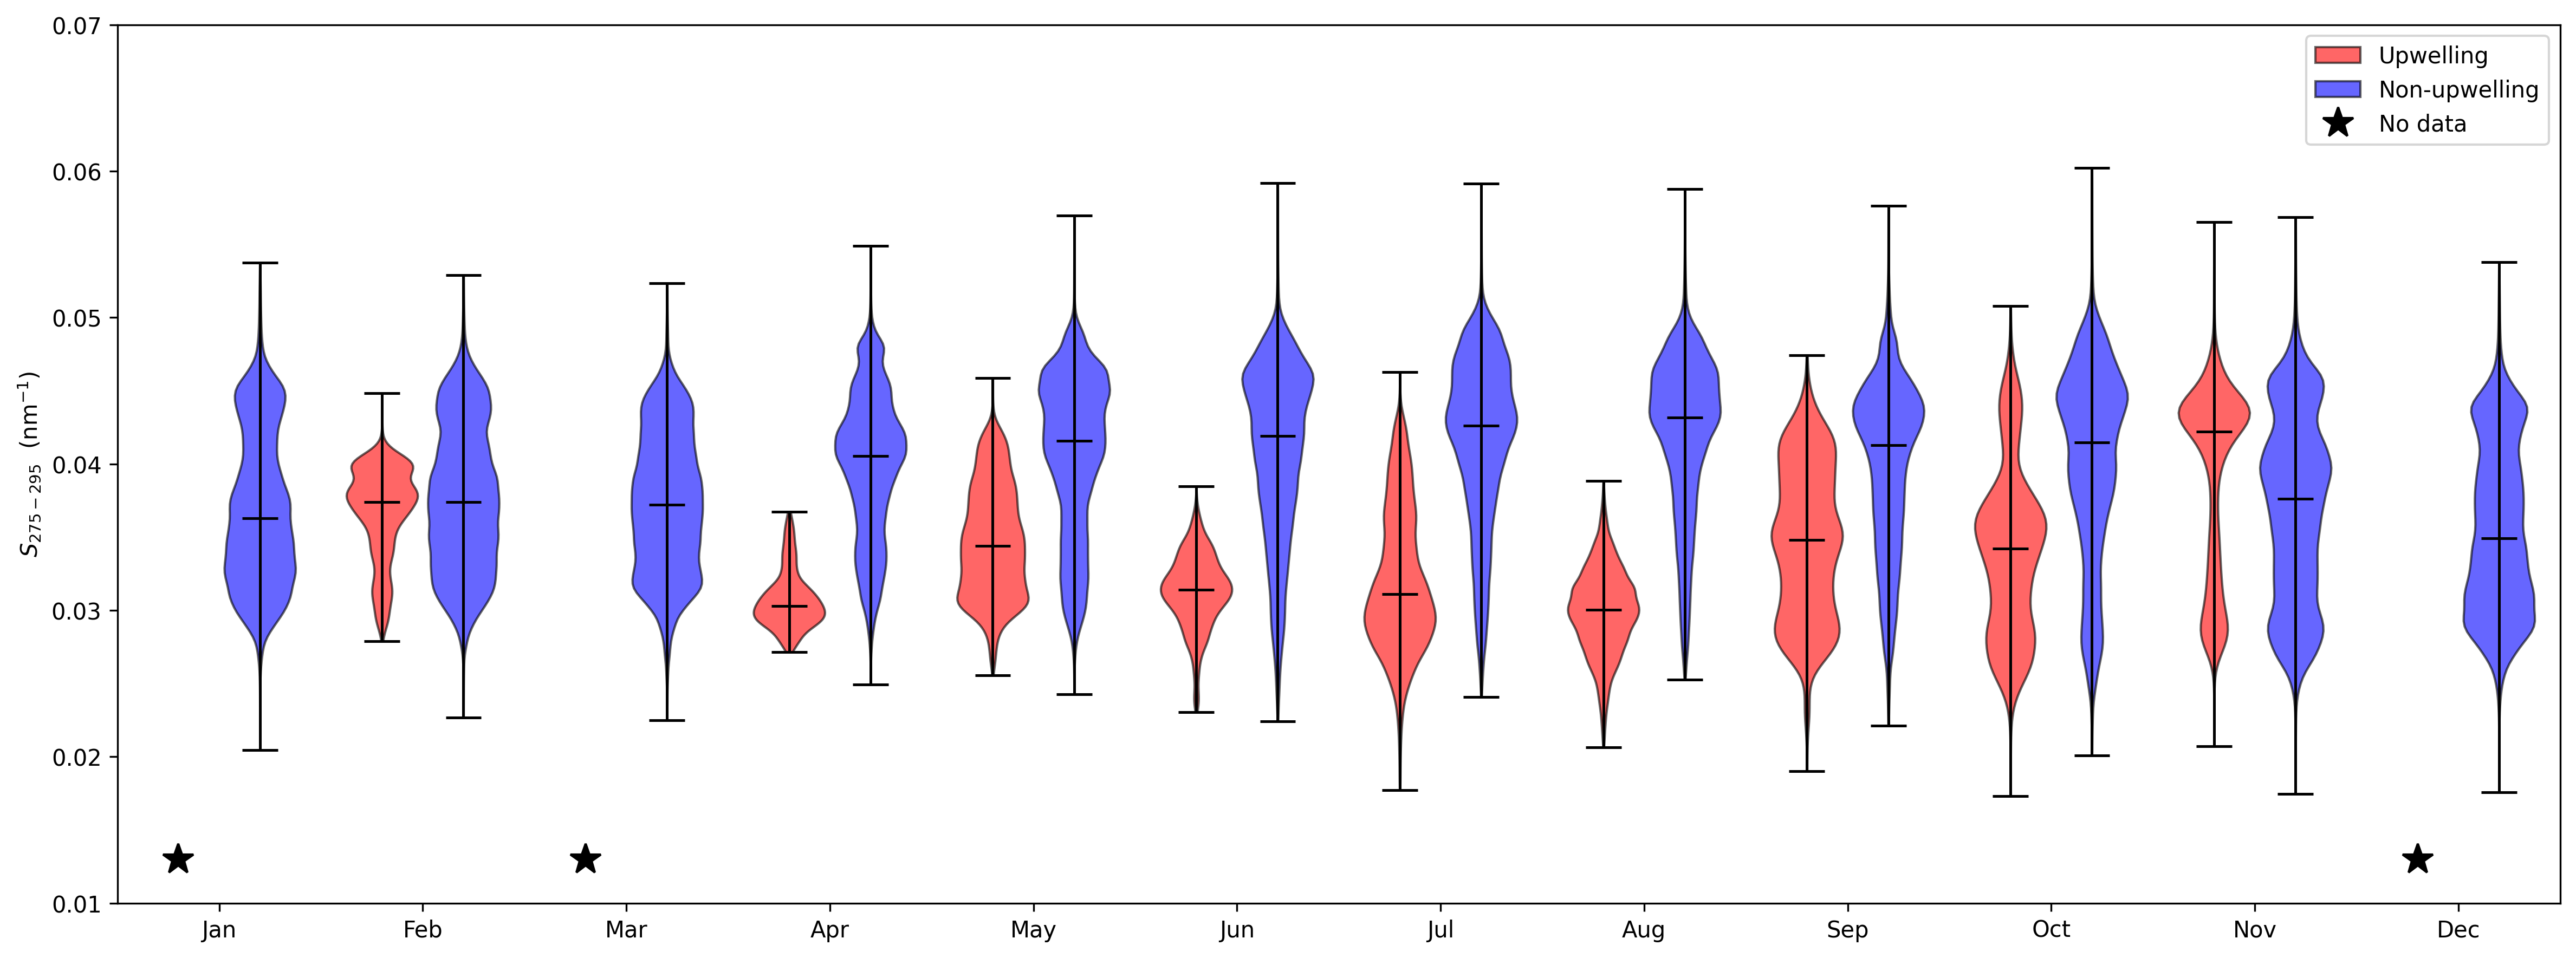 0.07
0.06
0.05
0.04
0.03
0.02
0.01
S275−295 (nm−1)
Upwelling
Non-upwelling
No data
Jan Feb Mar Apr May Jun Jul Aug Sep Oct Nov Dec